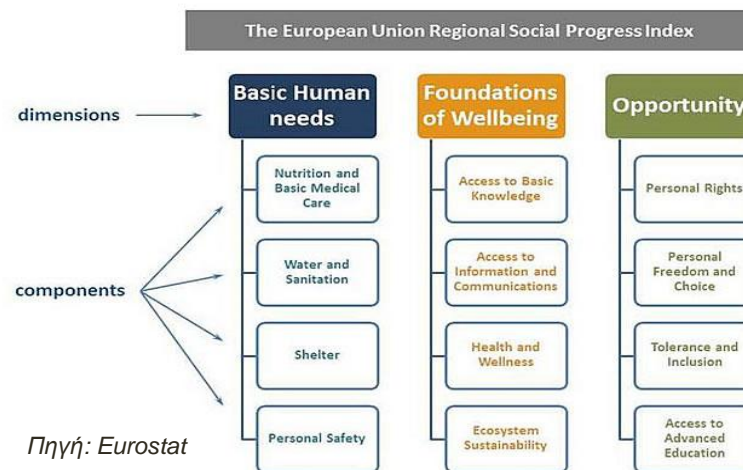 The European Union Regional Social Progress Index
dimensions
Basic Human
needs
Foundations
of Wellbeing
Opportunity
components
Nutrition and
Basic Medical
Care
Water and
Sanitation
Shelter
Personal Safety
Access to Basic
Knowledge
Access to
Information and
Communications
Health and
Wellness
Ecosystem
Sustainability
Personal Rights
Personal
Freedom and
Choice
Tolerance and
Inclusion
Access to
Advanced
Education
Πηγή: Eurostat